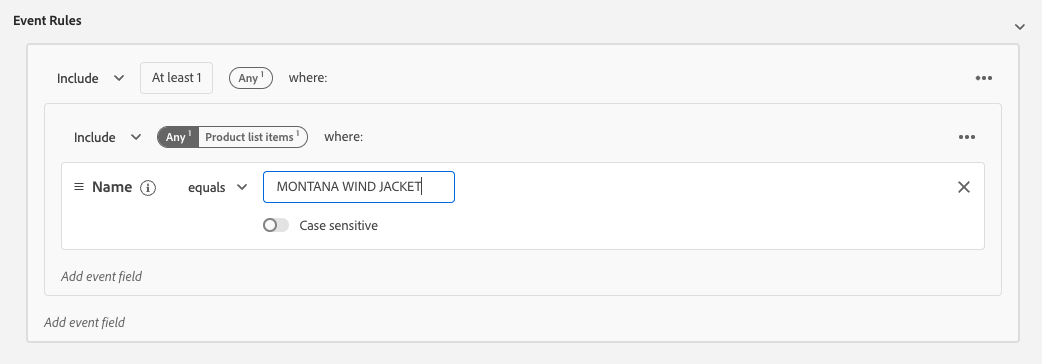 Event Rules
Include At least 1 Any 1 where:
Include Any 1 Product list items 1 where:
Name equals MONTANA WIND JACKET
Case sensitive
Add event field
Add event field